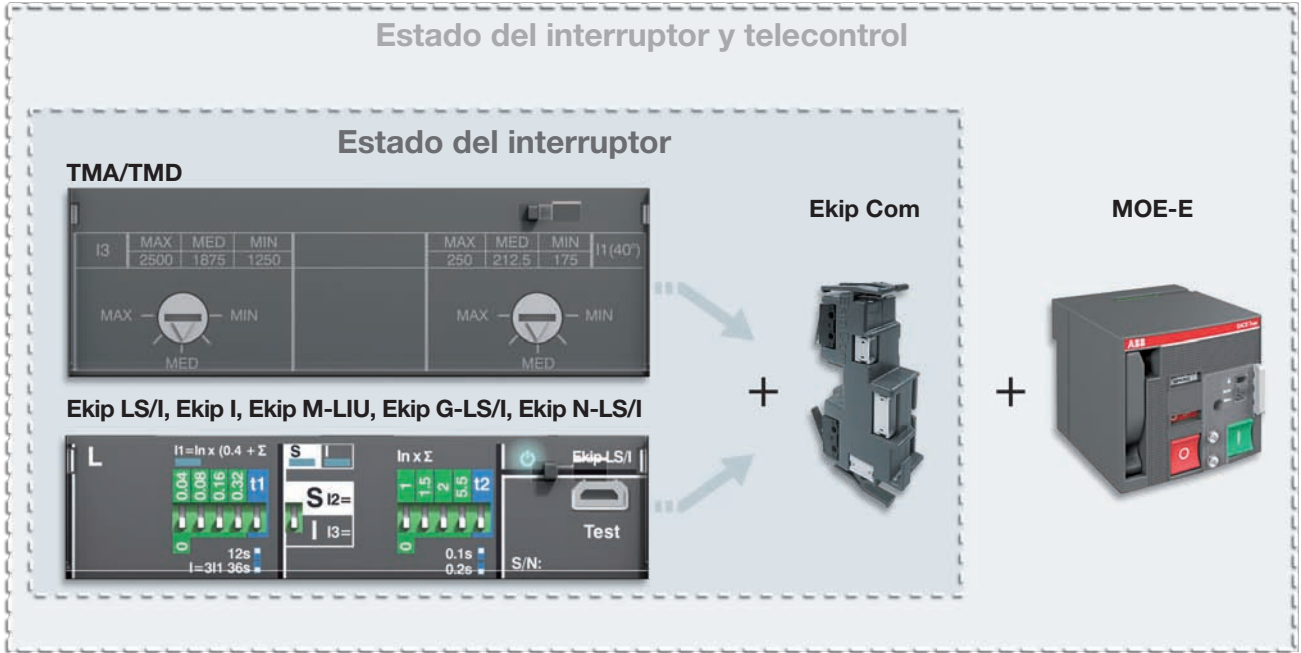 Estado del interruptor y telecontrol
Estado del interruptor
TMA/TMD
I3 MAX MED MIN MAX MED MIN I1(40°)
2500 1875 1250 250 212.5 175
MAX MIN MAX MIN
MED MED
Ekip Com
MOE-E
ABB
O I
Ekip LS/I, Ekip I, Ekip M-LIU, Ekip G-LS/I, Ekip N-LS/I
L I1=In x (0.4 + Σ S I In x Σ Ekip LS/I
0.04 0.08 0.16 0.32 t1 1 1.5 2 5.5 t2
S I2=
I I3=
Test
0 0
12s 0.1s
I=3I1 36s 0.2s
S/N: